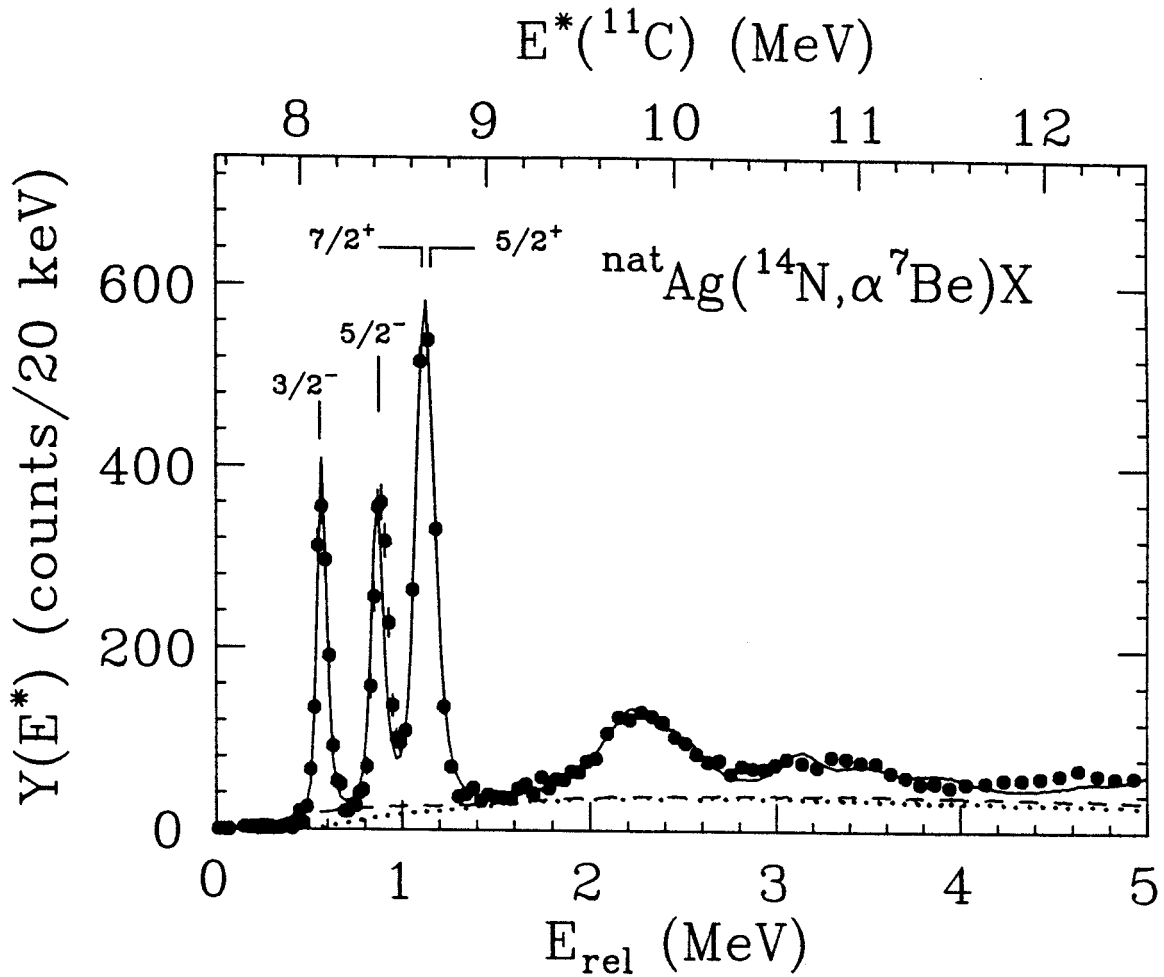 E*(¹¹C) (MeV)
8 9 10 11 12
Y(E*) (counts/20 keV)
600
400
200
0
7/2⁺ 5/2⁺
ⁿᵃᵗAg(¹⁴N,α⁷Be)X
5/2⁻
3/2⁻
0 1 2 3 4 5
E_rel (MeV)